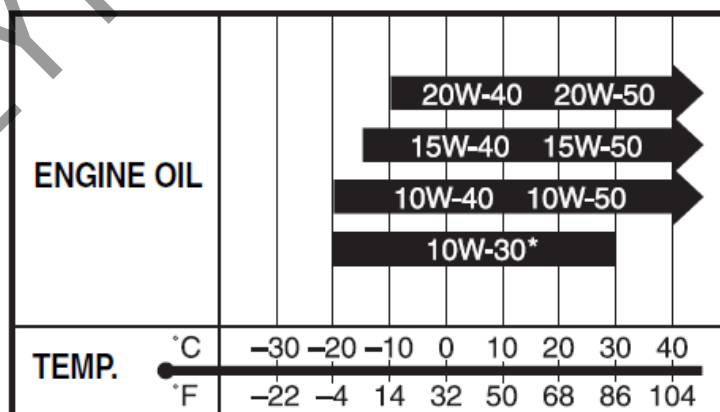 20W-40 20W-50
15W-40 15W-50
ENGINE OIL
10W-40 10W-50
10W-30*
TEMP.
˚C –30 –20 –10 0 10 20 30 40
˚F –22 –4 14 32 50 68 86 104